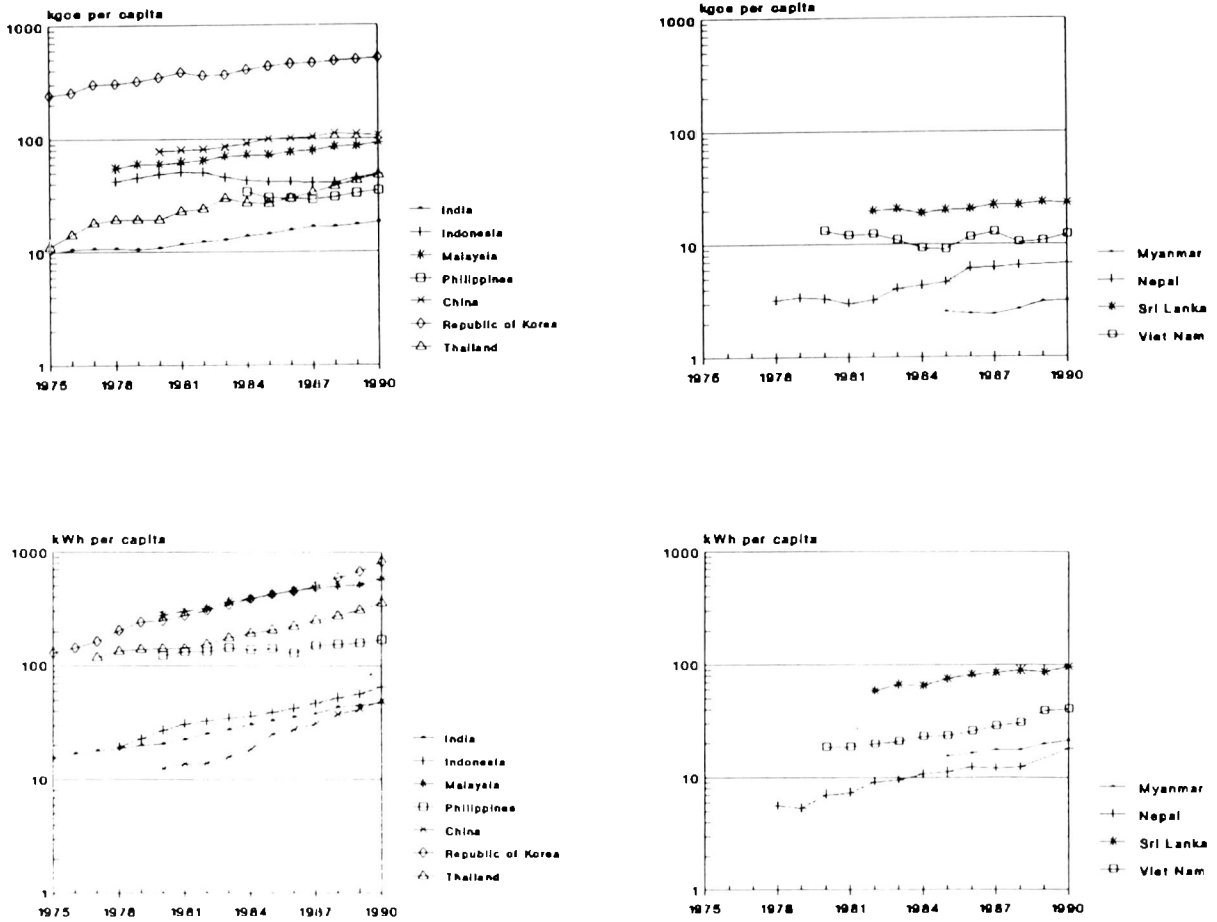 kgoe per capita
1000
100
10
1
1975 1978 1981 1984 1987 1990
India
Indonesia
Malaysia
Philippines
China
Republic of Korea
Thailand
kgoe per capita
1000
100
10
1
1975 1978 1981 1984 1987 1990
Myanmar
Nepal
Sri Lanka
Viet Nam
kWh per capita
1000
100
10
1
1975 1978 1981 1984 1987 1990
India
Indonesia
Malaysia
Philippines
China
Republic of Korea
Thailand
kWh per capita
1000
100
10
1
1975 1978 1981 1984 1987 1990
Myanmar
Nepal
Sri Lanka
Viet Nam